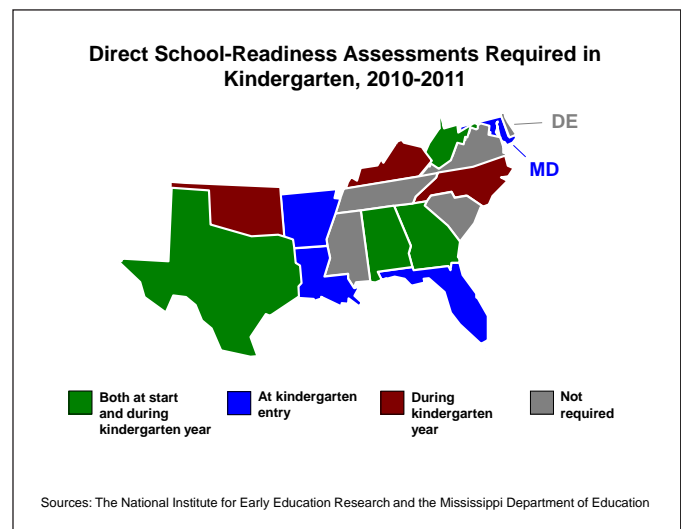 Direct School-Readiness Assessments Required in
Kindergarten, 2010-2011
DE
MD
Both at start
and during
kindergarten year
At kindergarten
entry
During
kindergarten
year
Not
required
Sources: The National Institute for Early Education Research and the Mississippi Department of Education